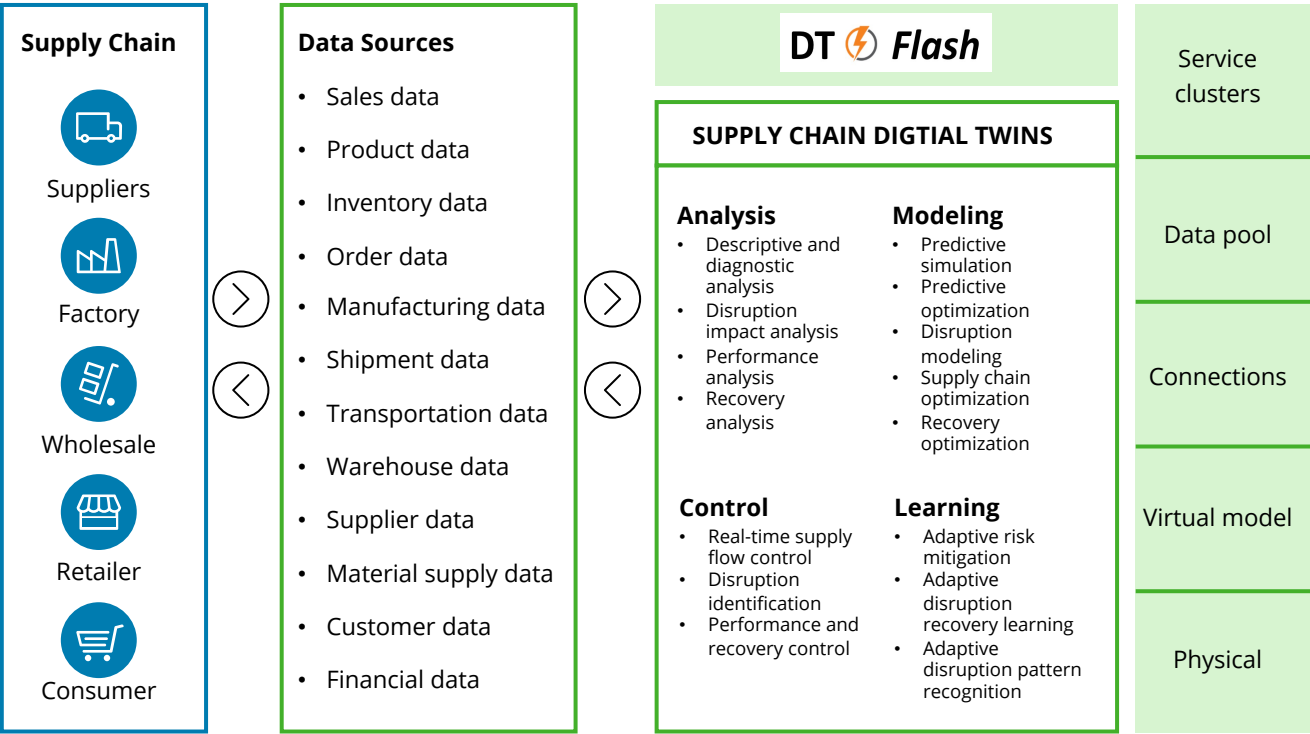 Supply Chain
Suppliers
Factory
Wholesale
Retailer
Consumer
Data Sources
• Sales data
• Product data
• Inventory data
• Order data
• Manufacturing data
• Shipment data
• Transportation data
• Warehouse data
• Supplier data
• Material supply data
• Customer data
• Financial data
DT Flash
SUPPLY CHAIN DIGTIAL TWINS
Analysis
• Descriptive and
diagnostic
analysis
• Disruption
impact analysis
• Performance
analysis
• Recovery
analysis
Modeling
• Predictive
simulation
• Predictive
optimization
• Disruption
modeling
• Supply chain
optimization
• Recovery
optimization
Control
• Real-time supply
flow control
• Disruption
identification
• Performance and
recovery control
Learning
• Adaptive risk
mitigation
• Adaptive
disruption
recovery learning
• Adaptive
disruption pattern
recognition
Service
clusters
Data pool
Connections
Virtual model
Physical